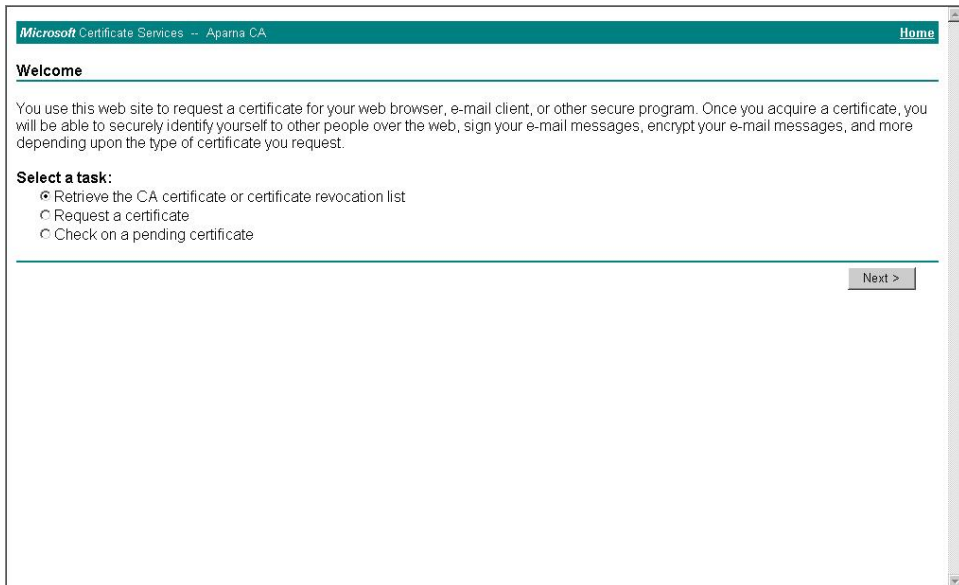 Microsoft Certificate Services -- Aparna CA Home
Welcome
You use this web site to request a certificate for your web browser, e-mail client, or other secure program. Once you acquire a certificate, you
will be able to securely identify yourself to other people over the web, sign your e-mail messages, encrypt your e-mail messages, and more
depending upon the type of certificate you request.
Select a task:
Retrieve the CA certificate or certificate revocation list
Request a certificate
Check on a pending certificate
Next >